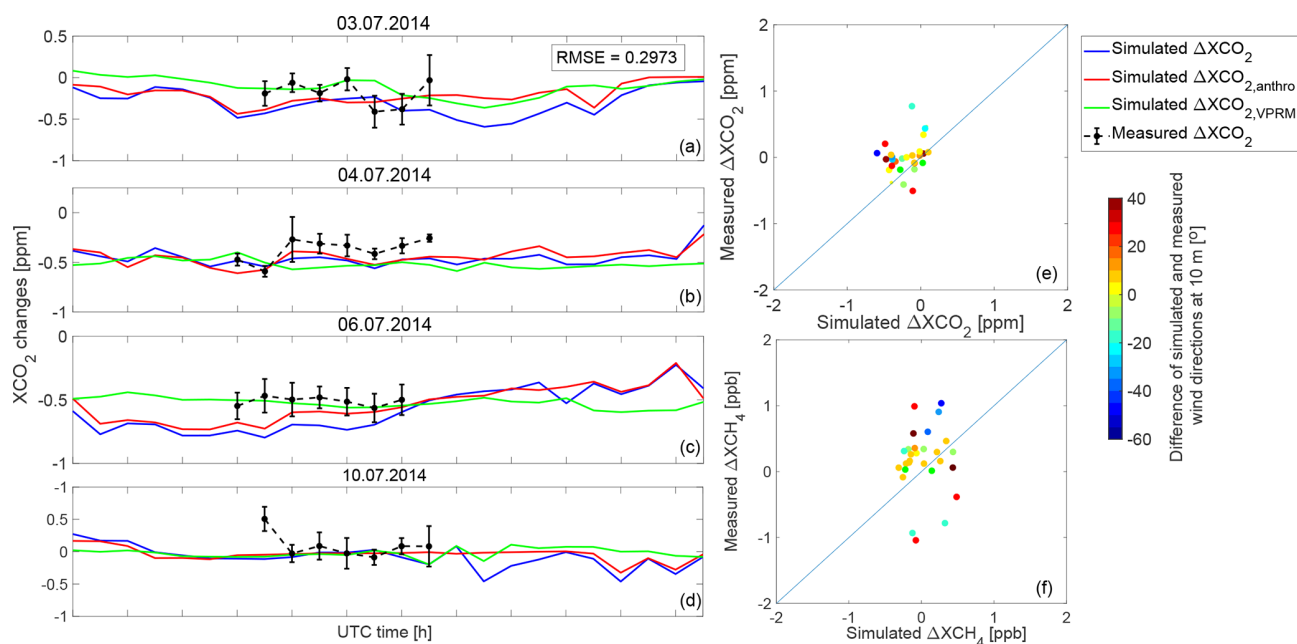 03.07.2014
0.5
0
-0.5
-1
RMSE = 0.2973
(a)
04.07.2014
0
-0.5
-1
(b)
06.07.2014
0
-0.5
-1
(c)
10.07.2014
-1
0.5
0
-0.5
-1
(d)
XCO₂ changes [ppm]
UTC time [h]
2
1
0
-1
-2
-2
-1
0
1
2
Measured ΔXCO₂ [ppm]
Simulated ΔXCO₂ [ppm]
(e)
2
1
0
-1
-2
-2
-1
0
1
2
Measured ΔXCH₄ [ppb]
Simulated ΔXCH₄ [ppb]
(f)
Simulated ΔXCO₂
Simulated ΔXCO₂,anthro
Simulated ΔXCO₂,VPRM
Measured ΔXCO₂
40
20
0
-20
-40
-60
Difference of simulated and measured
wind directions at 10 m [º]